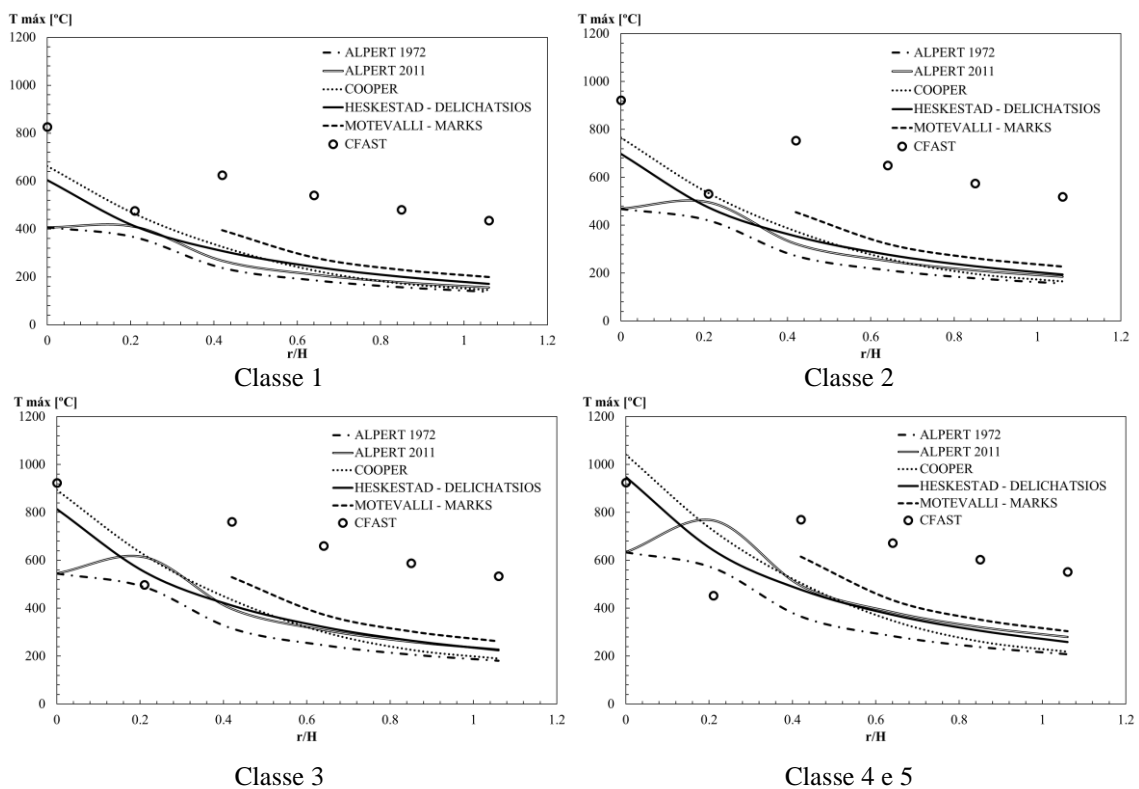 T máx [ºC]
1200
1000
800
600
400
200
0
ALPERT 1972
ALPERT 2011
COOPER
HESKESTAD - DELICHATSIOS
MOTEVALLI - MARKS
CFAST
0 0.2 0.4 0.6 0.8 1 1.2
r/H
Classe 1
T máx [ºC]
1200
1000
800
600
400
200
0
ALPERT 1972
ALPERT 2011
COOPER
HESKESTAD - DELICHATSIOS
MOTEVALLI - MARKS
CFAST
0 0.2 0.4 0.6 0.8 1 1.2
r/H
Classe 2
T máx [ºC]
1200
1000
800
600
400
200
0
ALPERT 1972
ALPERT 2011
COOPER
HESKESTAD - DELICHATSIOS
MOTEVALLI - MARKS
CFAST
0 0.2 0.4 0.6 0.8 1 1.2
r/H
Classe 3
T máx [ºC]
1200
1000
800
600
400
200
0
ALPERT 1972
ALPERT 2011
COOPER
HESKESTAD - DELICHATSIOS
MOTEVALLI - MARKS
CFAST
0 0.2 0.4 0.6 0.8 1 1.2
r/H
Classe 4 e 5